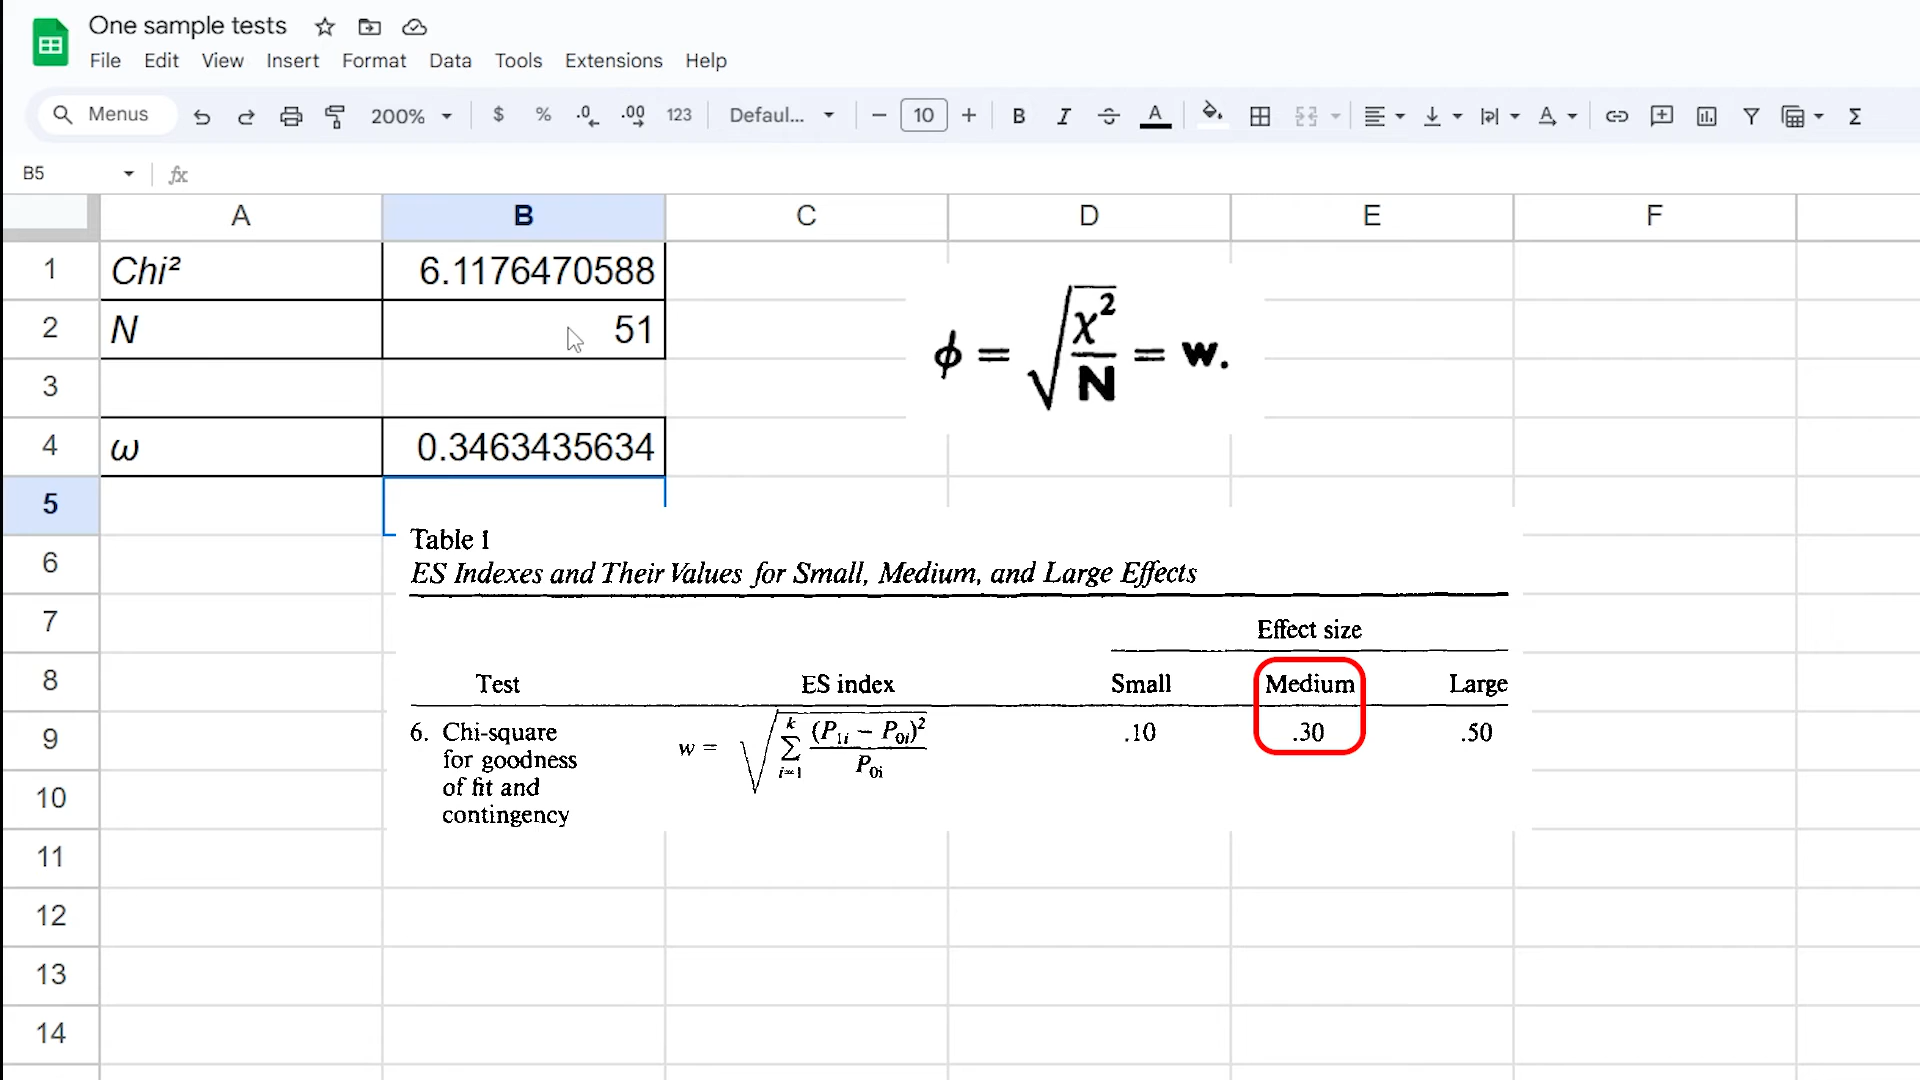 One sample tests
File Edit View Insert Format Data Tools Extensions Help
Menus 200% $ % .0 .00 123 Defaul... 10 B I A Σ
B5 fx
A B C D E F
1 Chi² 6.1176470588
2 N 51
3
4 ω 0.3463435634
ϕ = √(χ²/N) = w.
5
Table 1
6
ES Indexes and Their Values for Small, Medium, and Large Effects
7
Effect size
8 Test ES index Small Medium Large
9 6. Chi-square for goodness of fit and contingency
w = √(∑ᵢ₌₁ᵏ (P₁ᵢ − P₀ᵢ)² / P₀ᵢ) .10 .30 .50
10
11
12
13
14